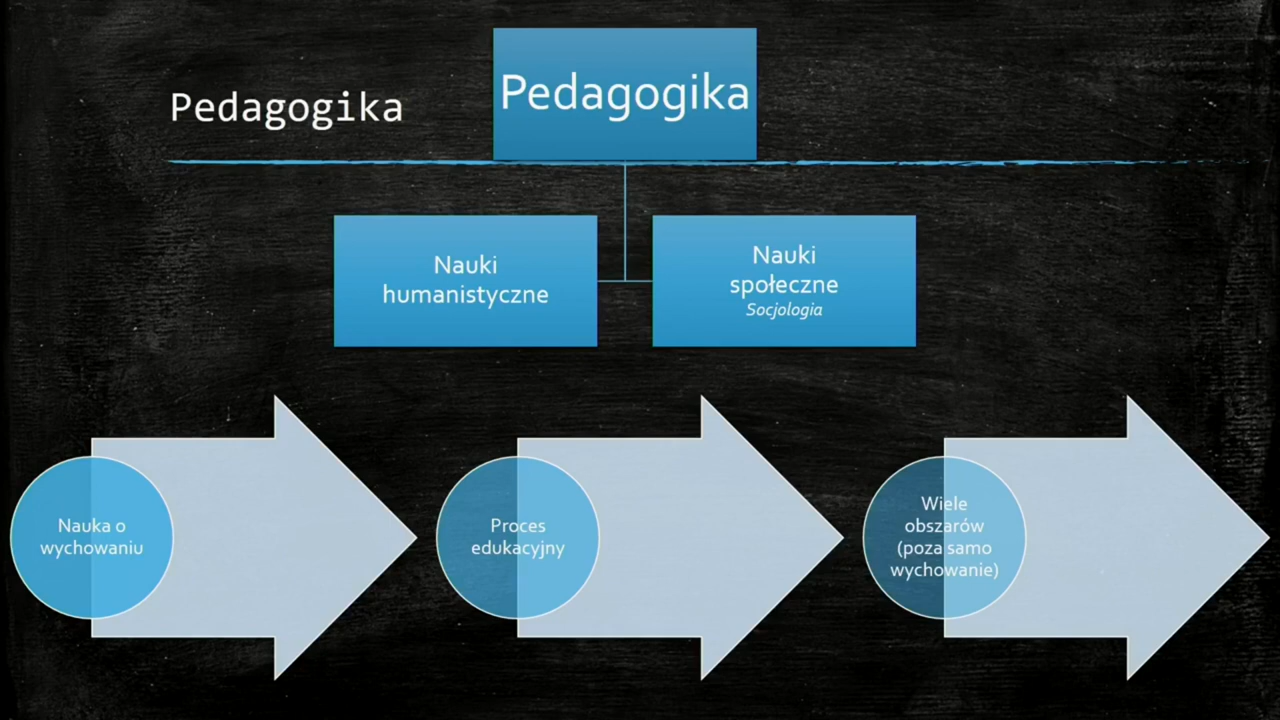 Pedagogika
Pedagogika
Nauki
humanistyczne
Nauki
społeczne
Socjologia
Nauka o
wychowaniu
Proces
edukacyjny
Wiele
obszarów
(poza samo
wychowanie)